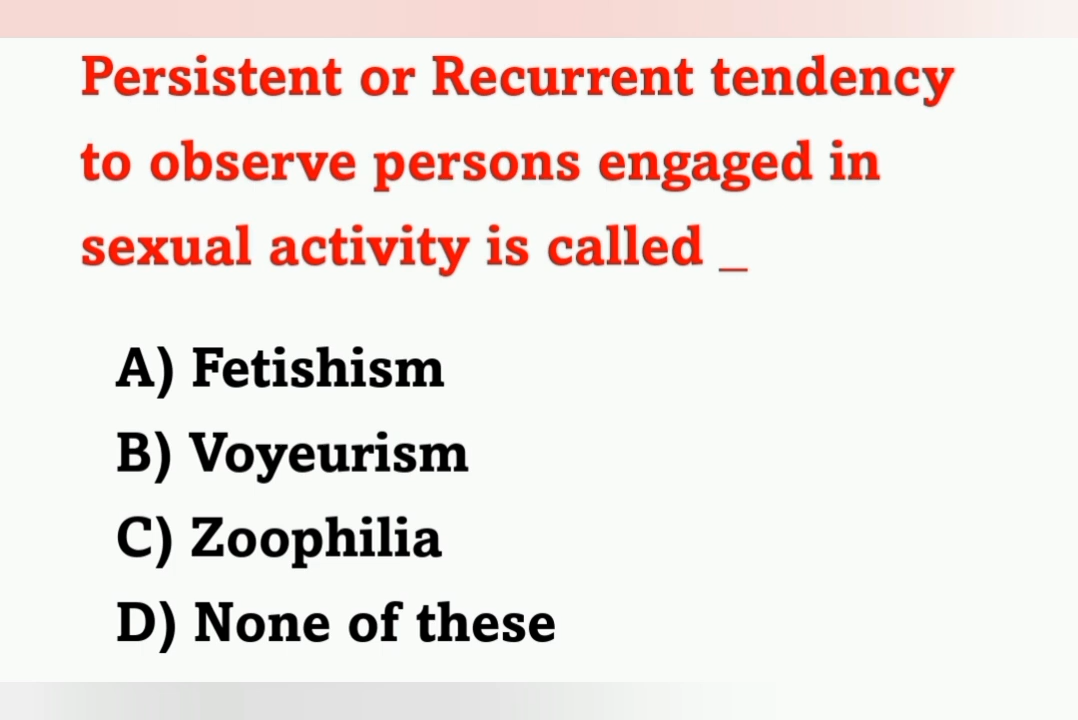 Persistent or Recurrent tendency
to observe persons engaged in
sexual activity is called _
A) Fetishism
B) Voyeurism
C) Zoophilia
D) None of these